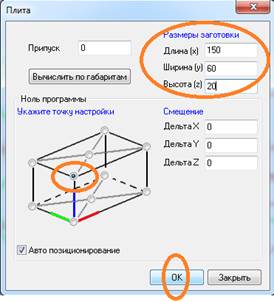 Плита
Размеры заготовки
Припуск 0
Длина (x) 150
Ширина (y) 60
Вычислить по габаритам
Высота (z) 20
Ноль программы
Укажите точку настройки
Смещение
Дельта X 0
Дельта Y 0
Дельта Z 0
Авто позиционирование
OK
Закрыть